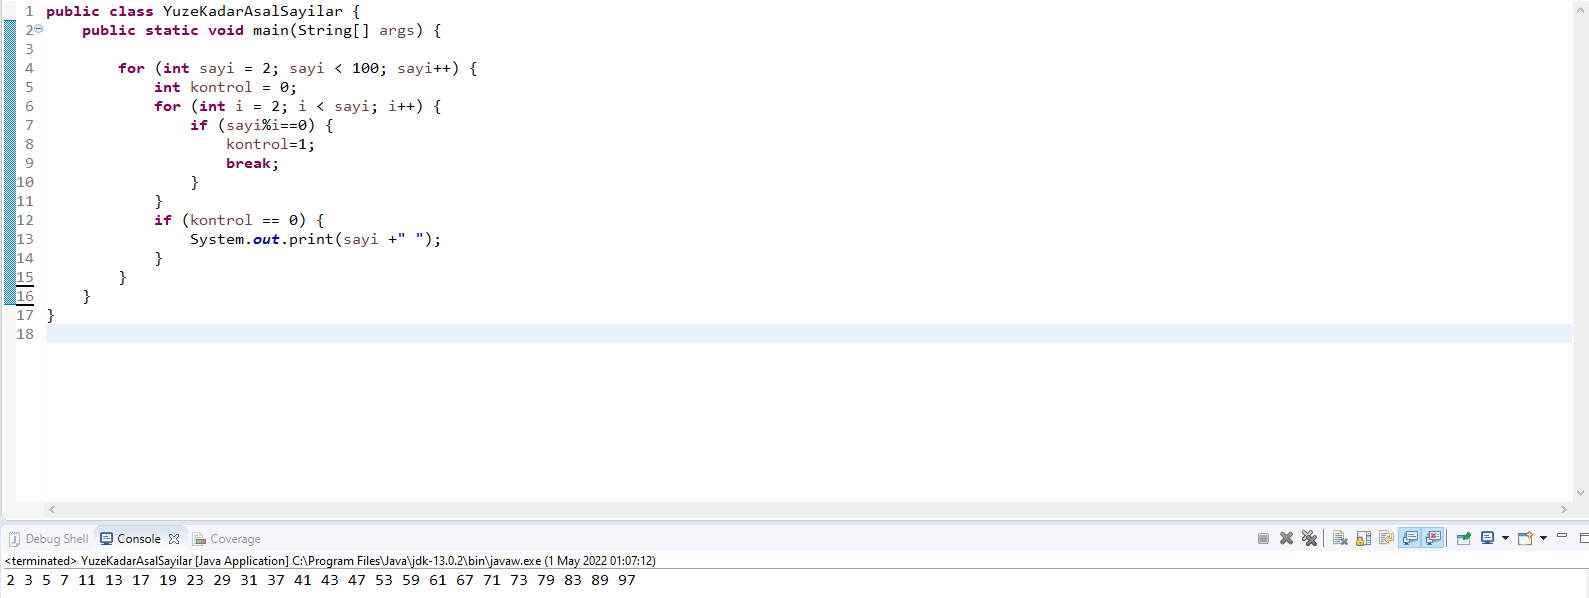 1 public class YuzeKadarAsalSayilar {
2 public static void main(String[] args) {
3
4 for (int sayi = 2; sayi < 100; sayi++) {
5 int kontrol = 0;
6 for (int i = 2; i < sayi; i++) {
7 if (sayi%i==0) {
8 kontrol=1;
9 break;
10 }
11 }
12 if (kontrol == 0) {
13 System.out.print(sayi +" ");
14 }
15 }
16 }
17 }
18
Debug Shell Console Coverage
<terminated> YuzeKadarAsalSayilar [Java Application] C:\Program Files\Java\jdk-13.0.2\bin\javaw.exe (1 May 2022 01:07:12)
2 3 5 7 11 13 17 19 23 29 31 37 41 43 47 53 59 61 67 71 73 79 83 89 97